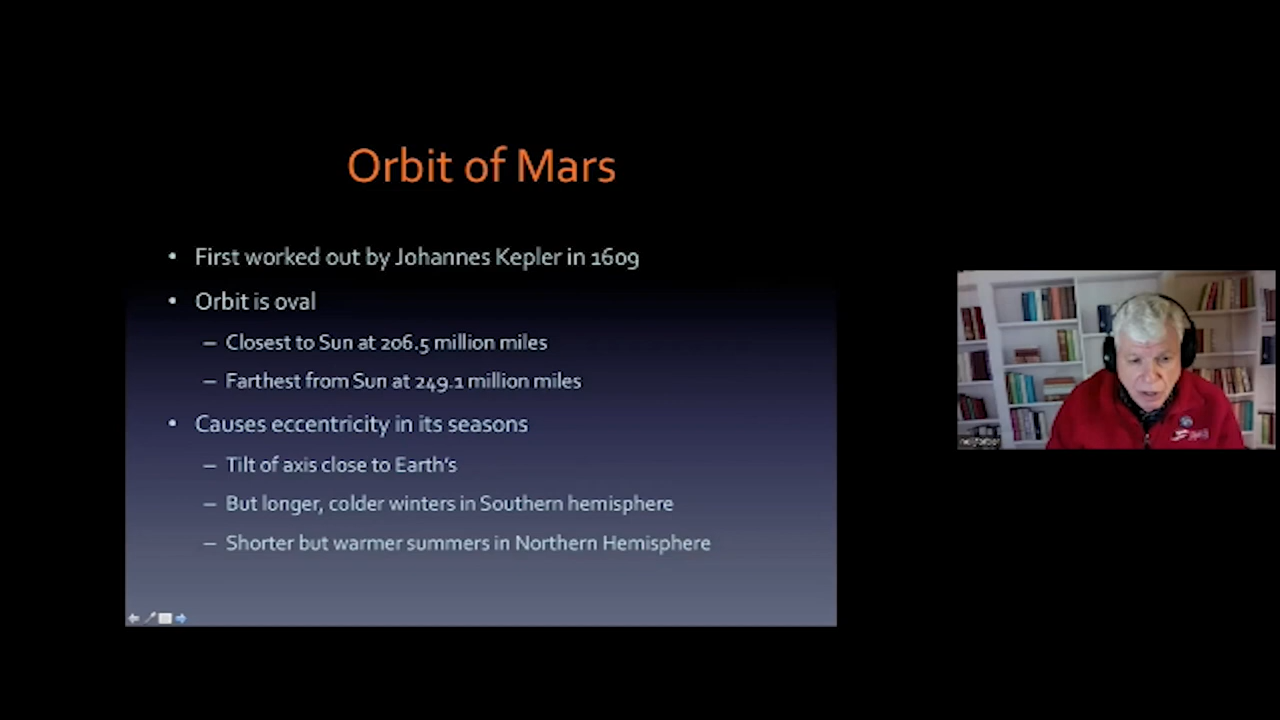 Orbit of Mars
• First worked out by Johannes Kepler in 1609
• Orbit is oval
– Closest to Sun at 206.5 million miles
– Farthest from Sun at 249.1 million miles
• Causes eccentricity in its seasons
– Tilt of axis close to Earth's
– But longer, colder winters in Southern hemisphere
– Shorter but warmer summers in Northern Hemisphere